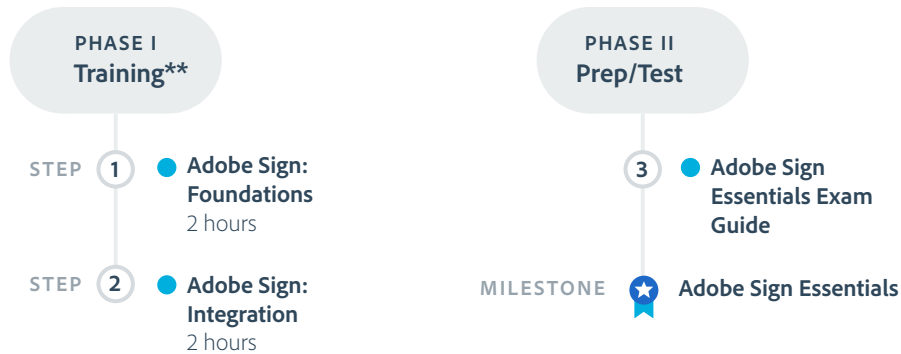 PHASE I
Training**
STEP 1 Adobe Sign:
Foundations
2 hours
STEP 2 Adobe Sign:
Integration
2 hours
PHASE II
Prep/Test
3 Adobe Sign
Essentials Exam
Guide
MILESTONE Adobe Sign Essentials